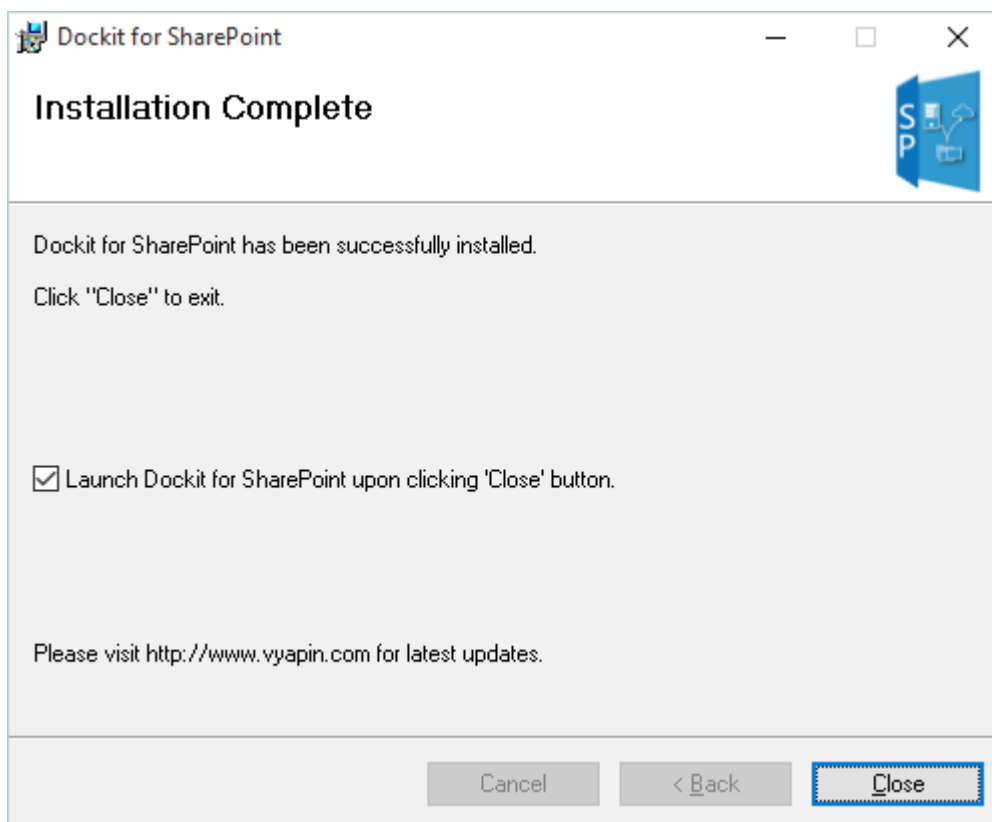 Dockit for SharePoint
Installation Complete
S
P
Dockit for SharePoint has been successfully installed.
Click "Close" to exit.
Launch Dockit for SharePoint upon clicking 'Close' button.
Please visit http://www.vyapin.com for latest updates.
Cancel
< Back
Close